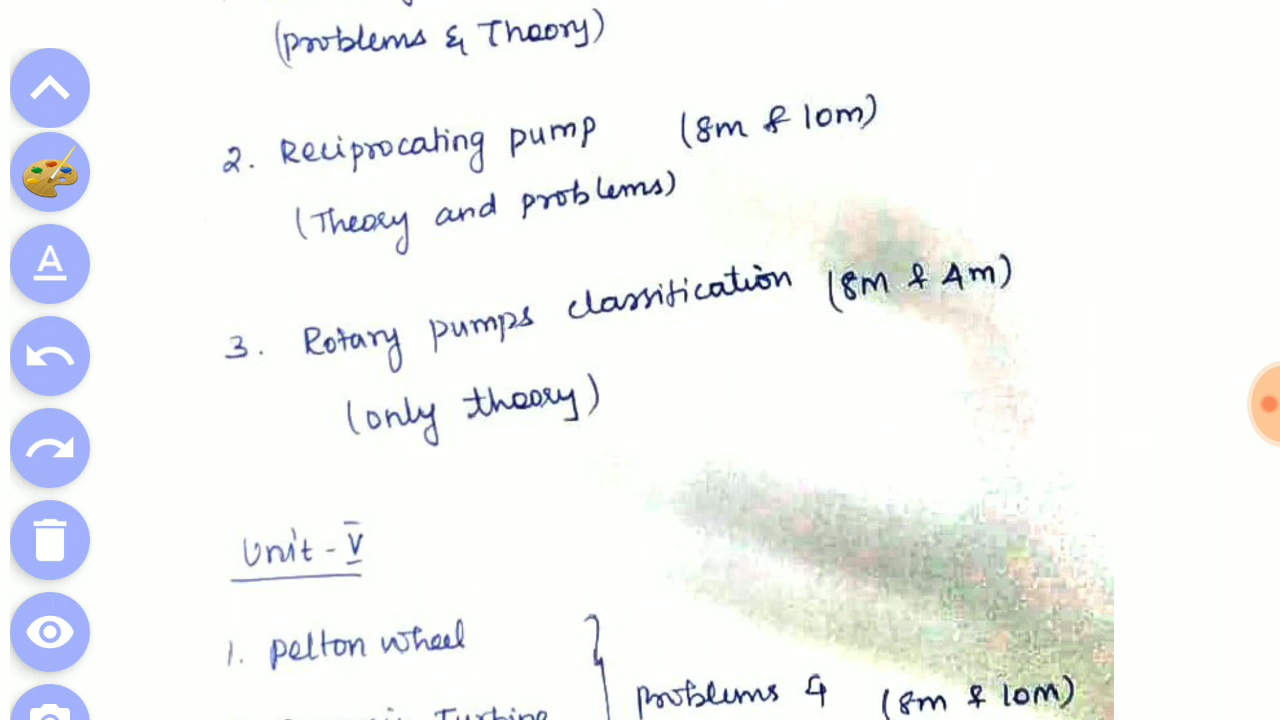 (problems & Theory)
2. Reciprocating pump (8m & 10m)
(Theory and problems)
3. Rotary pumps classification (8m & 4m)
(only theory)
Unit - V
1. pelton wheel
problems & (8m & 10m)
Turbine
A